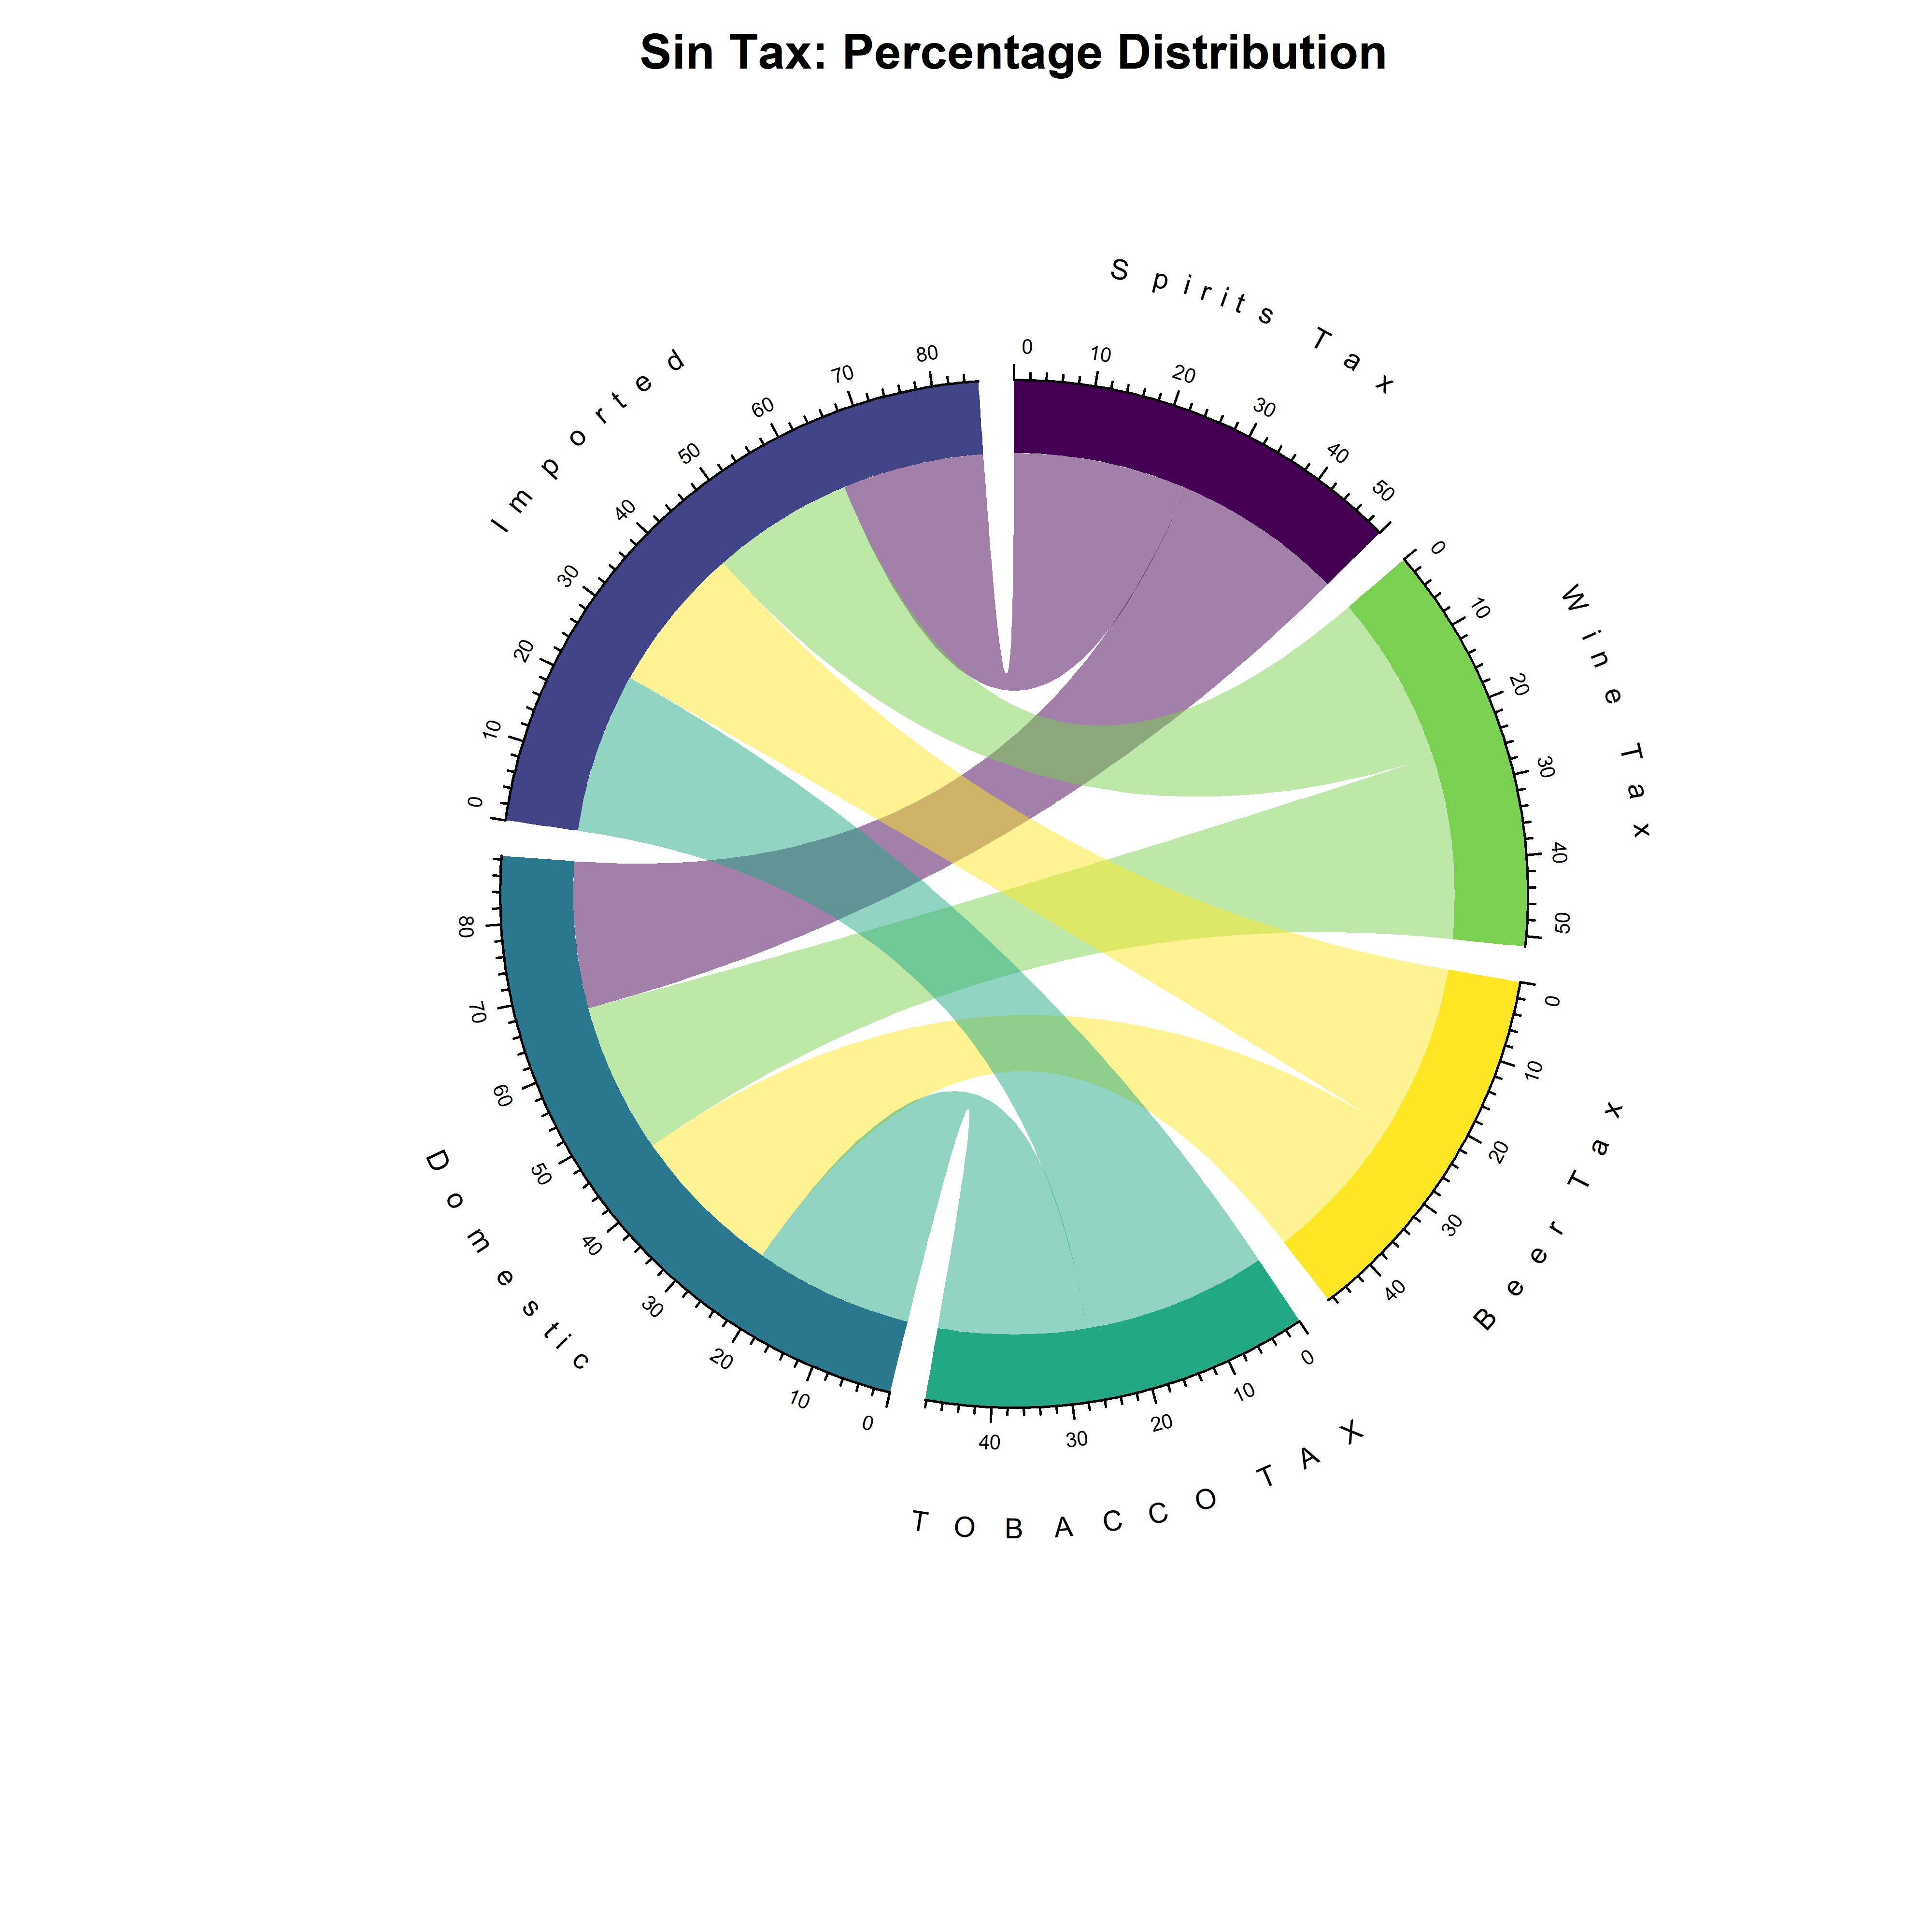 Sin Tax: Percentage Distribution
Spirits Tax
0 10 20 30 40 50
Wine Tax
0 10 20 30 40 50
Beer Tax
0 10 20 30 40
TOBACCO TAX
0 10 20 30 40
Domestic
0 10 20 30 40 50 60 70 80
Imported
0 10 20 30 40 50 60 70 80